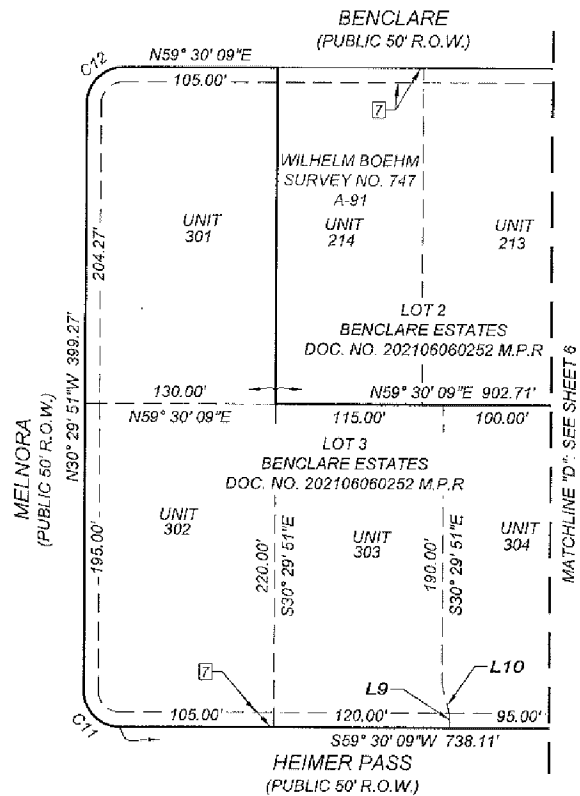 BENCLARE
(PUBLIC 50' R.O.W.)
C12
N59° 30' 09"E
105.00'
7
WILHELM BOEHM
SURVEY NO. 747
A-91
UNIT
301
UNIT
214
UNIT
213
204.27'
LOT 2
BENCLARE ESTATES
DOC. NO. 202106060252 M.P.R
N30° 29' 51"W 399.27'
130.00'
N59° 30' 09"E 902.71'
N59° 30' 09"E
115.00'
100.00'
MELNORA
(PUBLIC 50' R.O.W.)
LOT 3
BENCLARE ESTATES
DOC. NO. 202106060252 M.P.R
MATCHLINE "D": SEE SHEET 6
UNIT
302
UNIT
303
UNIT
304
195.00'
220.00'
S30° 29' 51"E
190.00'
S30° 29' 51"E
7
L9
L10
C11
105.00'
120.00'
95.00'
S59° 30' 09"W 738.11'
HEIMER PASS
(PUBLIC 50' R.O.W.)